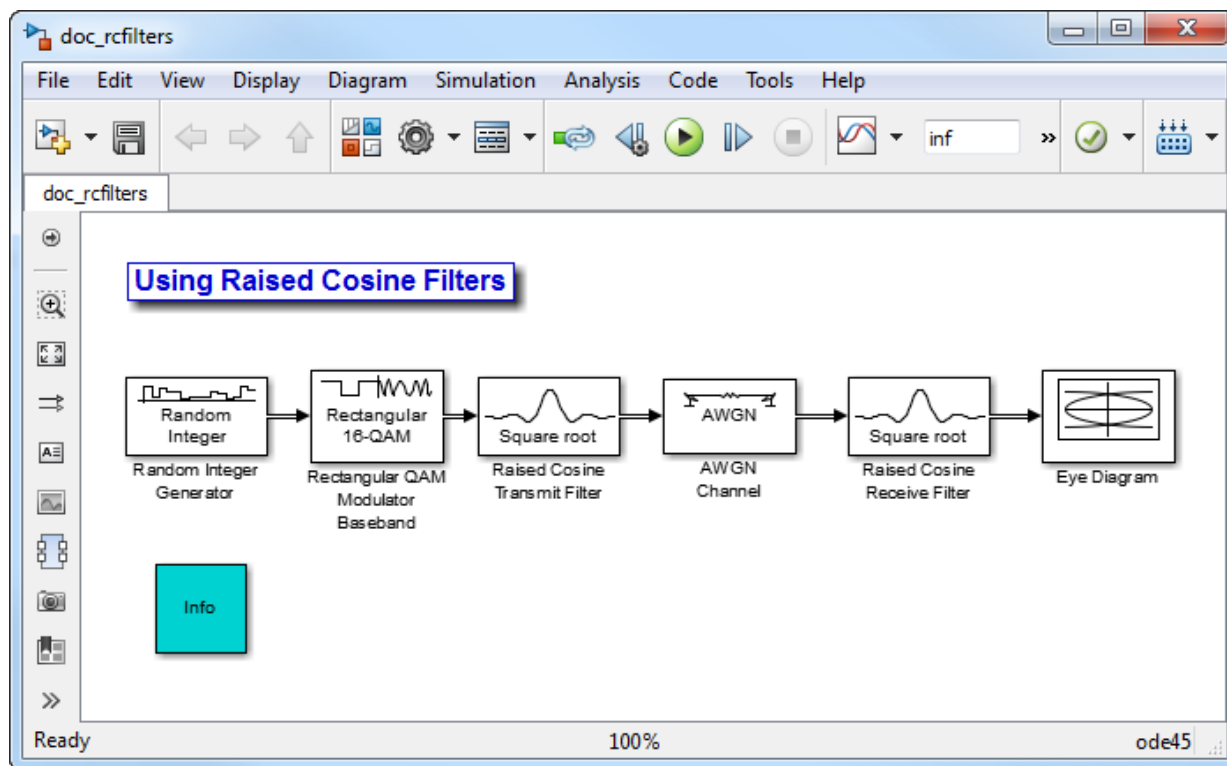 doc_rcfilters
File Edit View Display Diagram Simulation Analysis Code Tools Help
inf
doc_rcfilters
Using Raised Cosine Filters
Random
Integer
Random Integer
Generator
Rectangular
16-QAM
Rectangular QAM
Modulator
Baseband
Square root
Raised Cosine
Transmit Filter
AWGN
AWGN
Channel
Square root
Raised Cosine
Receive Filter
Eye Diagram
Info
Ready 100% ode45